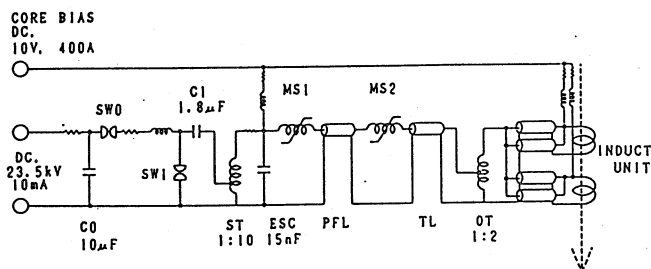 CORE BIAS
DC.
10V. 400A
C1
1.8μF
MS1
MS2
SW0
SW1
DC.
23.5kV
10mA
INDUCT
UNIT
C0
10μF
ST
1:10
ESC
15nF
PFL
TL
OT
1:2